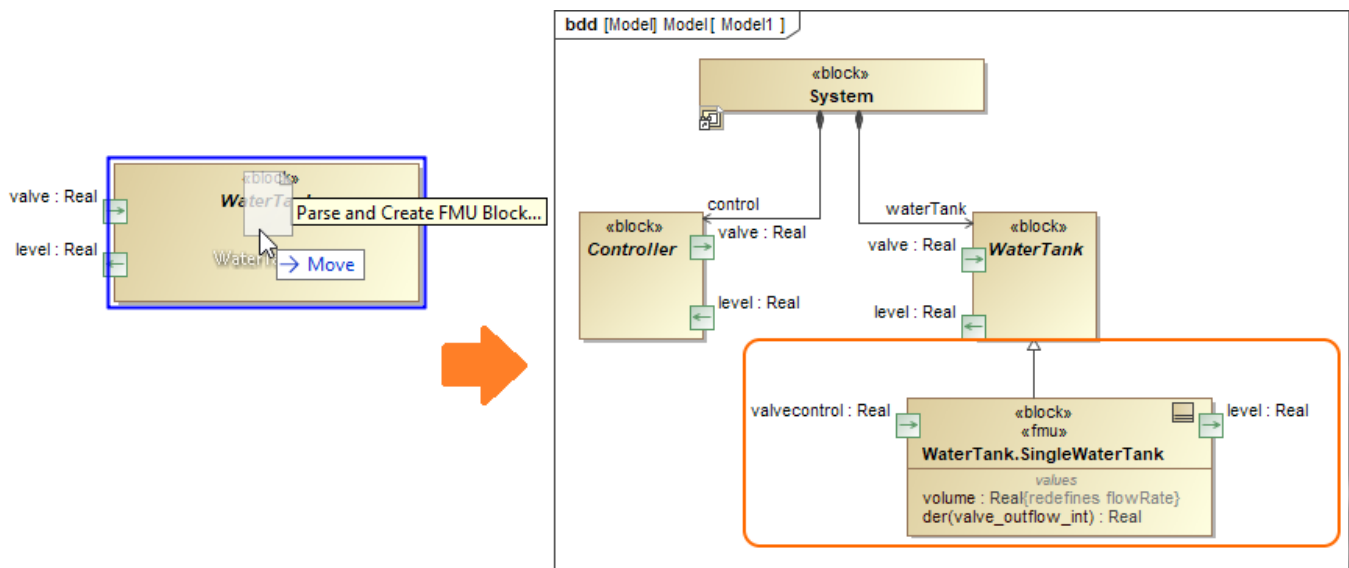 «block»
WaterTank
valve : Real
level : Real
Parse and Create FMU Block...
Move
bdd [Model] Model[ Model1 ]
«block»
System
control
waterTank
«block»
Controller
valve : Real
level : Real
«block»
WaterTank
valve : Real
level : Real
valvecontrol : Real
«block»
«fmu»
WaterTank.SingleWaterTank
level : Real
values
volume : Real{redefines flowRate}
der(valve_outflow_int) : Real